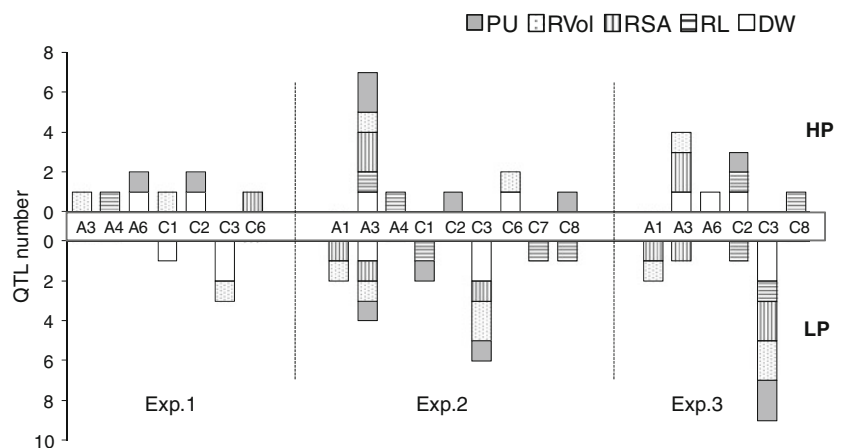 PU RVol RSA RL DW
8
6
4
2
0
HP
A3 A4 A6 C1 C2 C3 C6 A1 A3 A4 C1 C2 C3 C6 C7 C8 A1 A3 A6 C2 C3 C8
QTL number
0
2
4
6
8
10
LP
Exp.1 Exp.2 Exp.3